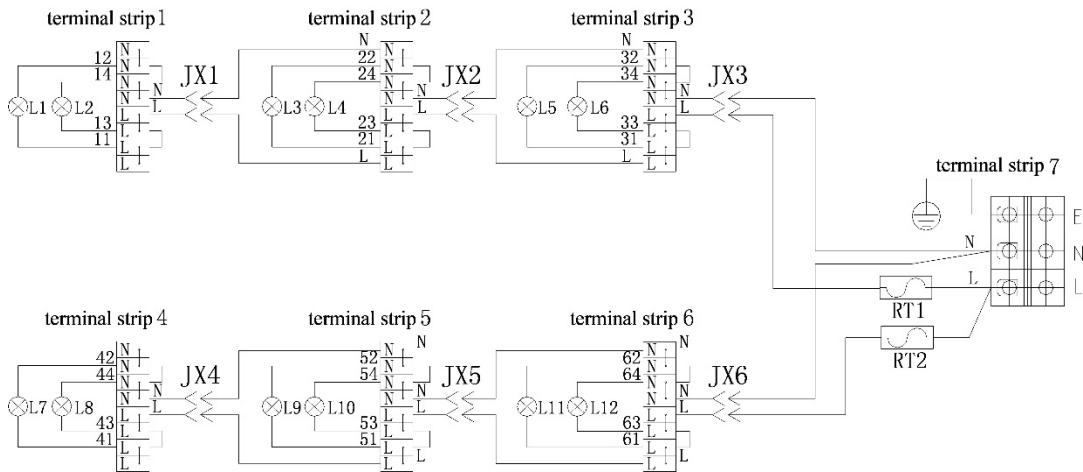 terminal strip 1 terminal strip 2 terminal strip 3
N N N N L L L
12 14 13 11
L1 L2
JX1
N L
N 22 24 23 21 L
N N N N L L L
L3 L4
JX2
N L
N 32 34 33 31 L
N N N N L L L
L5 L6
JX3
N L
terminal strip 7
E
N N
L L
RT1
RT2
terminal strip 4 terminal strip 5 terminal strip 6
42 44 43 41
N N N N L L L
L7 L8
JX4
N L
52 54 53 51
N N N N L L L
N L
L9 L10
JX5
N L
62 64 63 61
N N N N L L L
N L
L11 L12
JX6
N L